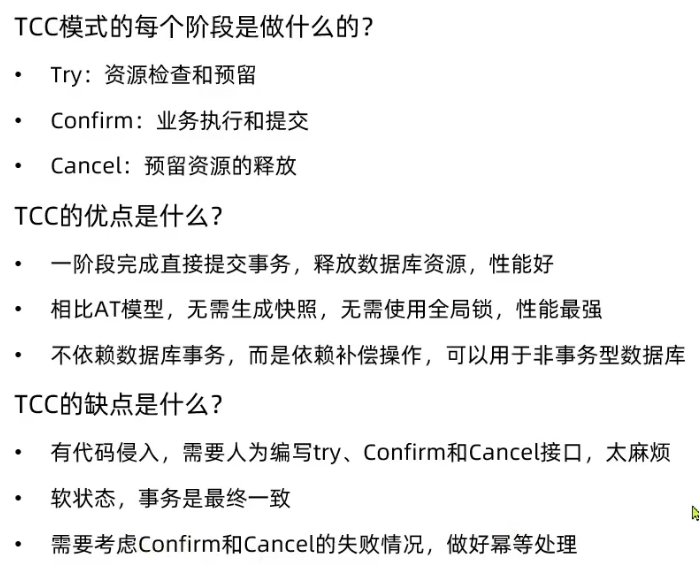 TCC模式的每个阶段是做什么的？
• Try：资源检查和预留
• Confirm：业务执行和提交
• Cancel：预留资源的释放
TCC的优点是什么？
• 一阶段完成直接提交事务，释放数据库资源，性能好
• 相比AT模型，无需生成快照，无需使用全局锁，性能最强
• 不依赖数据库事务，而是依赖补偿操作，可以用于非事务型数据库
TCC的缺点是什么？
• 有代码侵入，需要人为编写try、Confirm和Cancel接口，太麻烦
• 软状态，事务是最终一致
• 需要考虑Confirm和Cancel的失败情况，做好幂等处理